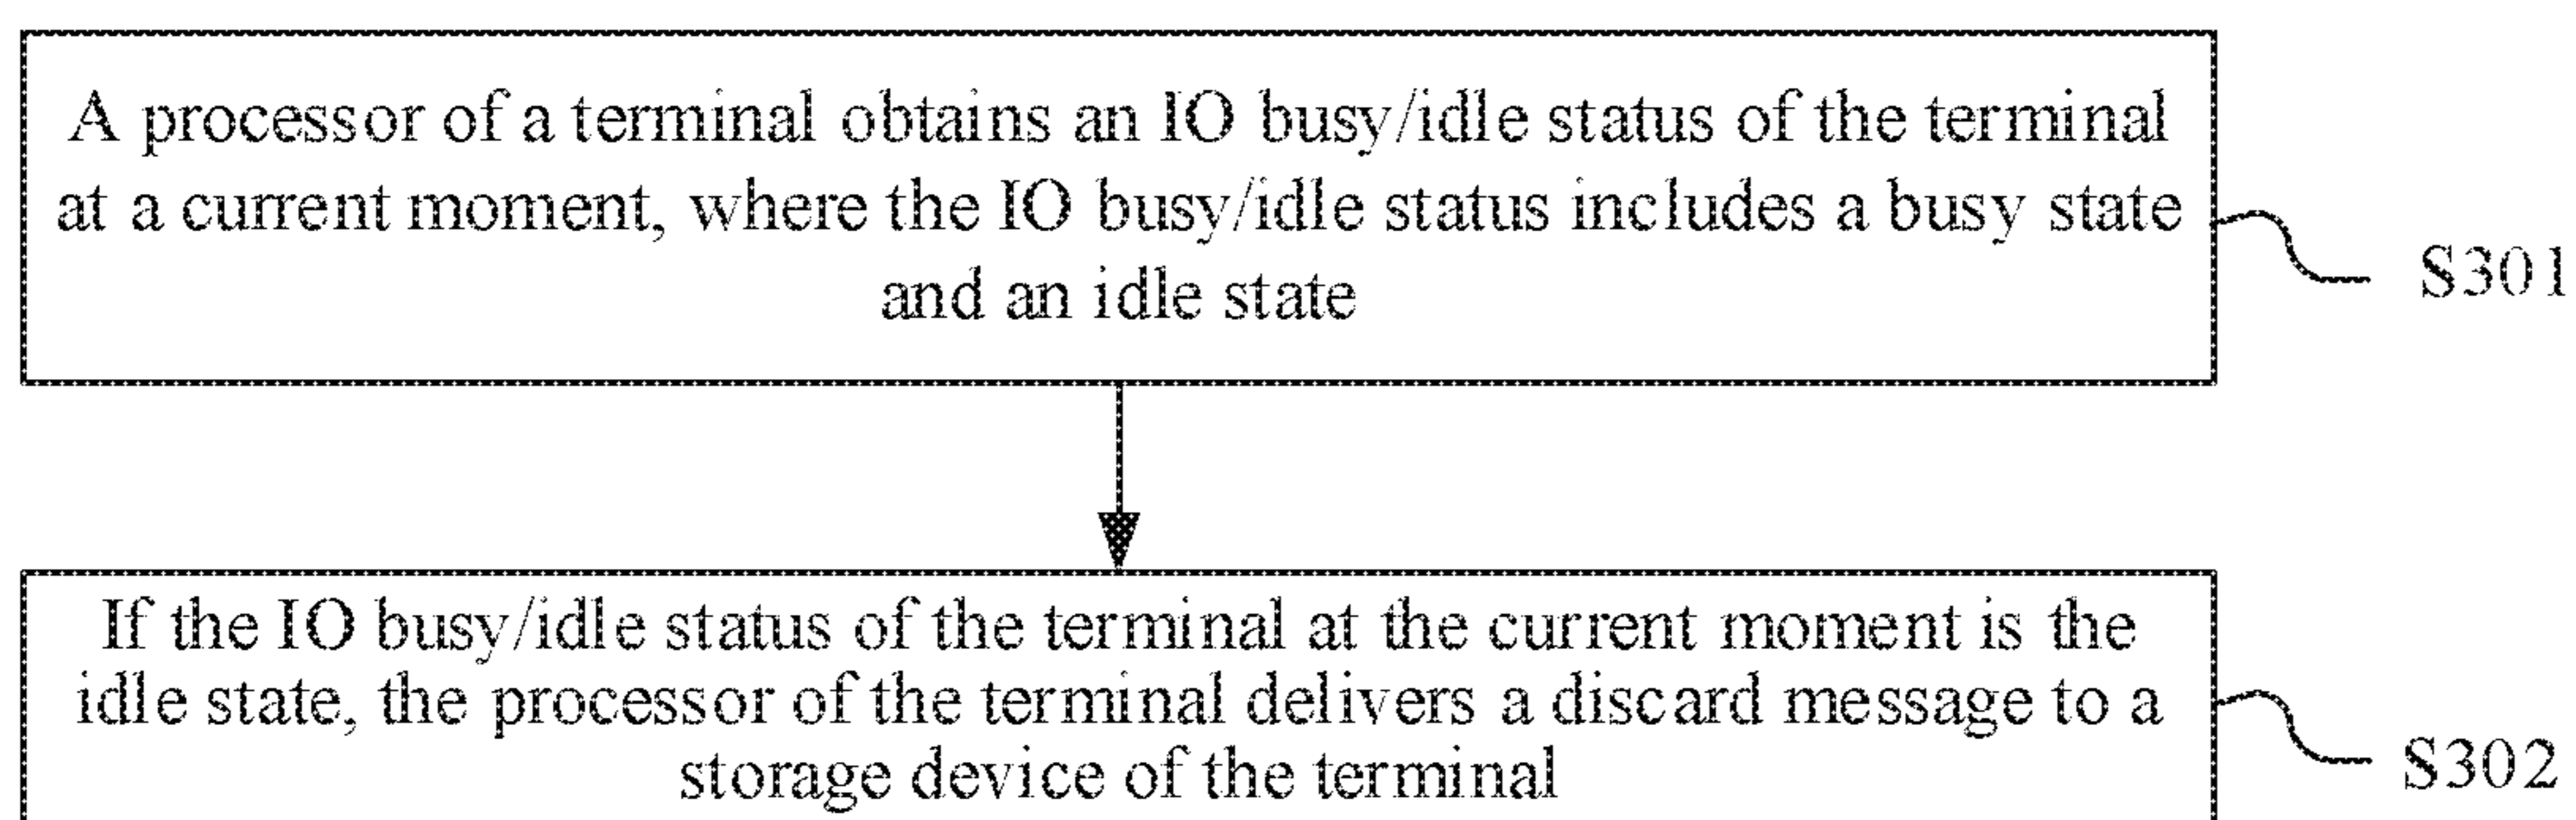 A processor of a terminal obtains an IO busy/idle status of the terminal
at a current moment, where the IO busy/idle status includes a busy state
and an idle state
S301
If the IO busy/idle status of the terminal at the current moment is the
idle state, the processor of the terminal delivers a discard message to a
storage device of the terminal
S302